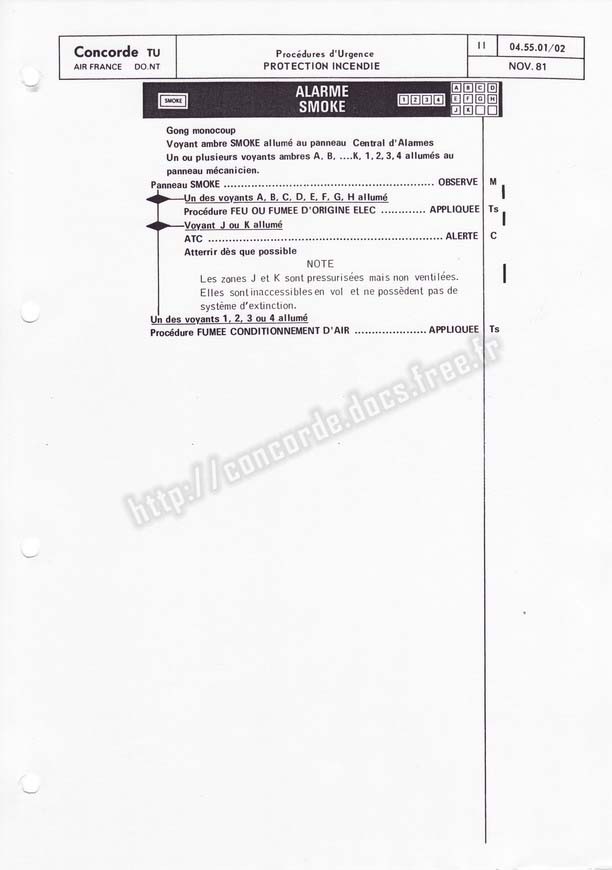 Concorde TU
AIR FRANCE DO.NT
Procédures d'Urgence
PROTECTION INCENDIE
II
04.55.01/02
NOV. 81
SMOKE
ALARME
SMOKE
1 2 3 4
A B C D
E F G H
J K
Gong monocoup
Voyant ambre SMOKE allumé au panneau Central d'Alarmes
Un ou plusieurs voyants ambres A, B, ....K, 1, 2, 3, 4 allumés au
panneau mécanicien.
Panneau SMOKE ................................................ OBSERVE M
Un des voyants A, B, C, D, E, F, G, H allumé
Procédure FEU OU FUMEE D'ORIGINE ELEC ............. APPLIQUEE Ts
Voyant J ou K allumé
ATC ..................................................................... ALERTE C
Atterrir dès que possible
NOTE
Les zones J et K sont pressurisées mais non ventilées.
Elles sont inaccessibles en vol et ne possèdent pas de
système d'extinction.
Un des voyants 1, 2, 3 ou 4 allumé
Procédure FUMEE CONDITIONNEMENT D'AIR ..................... APPLIQUEE Ts
http://concorde.docs.free.fr